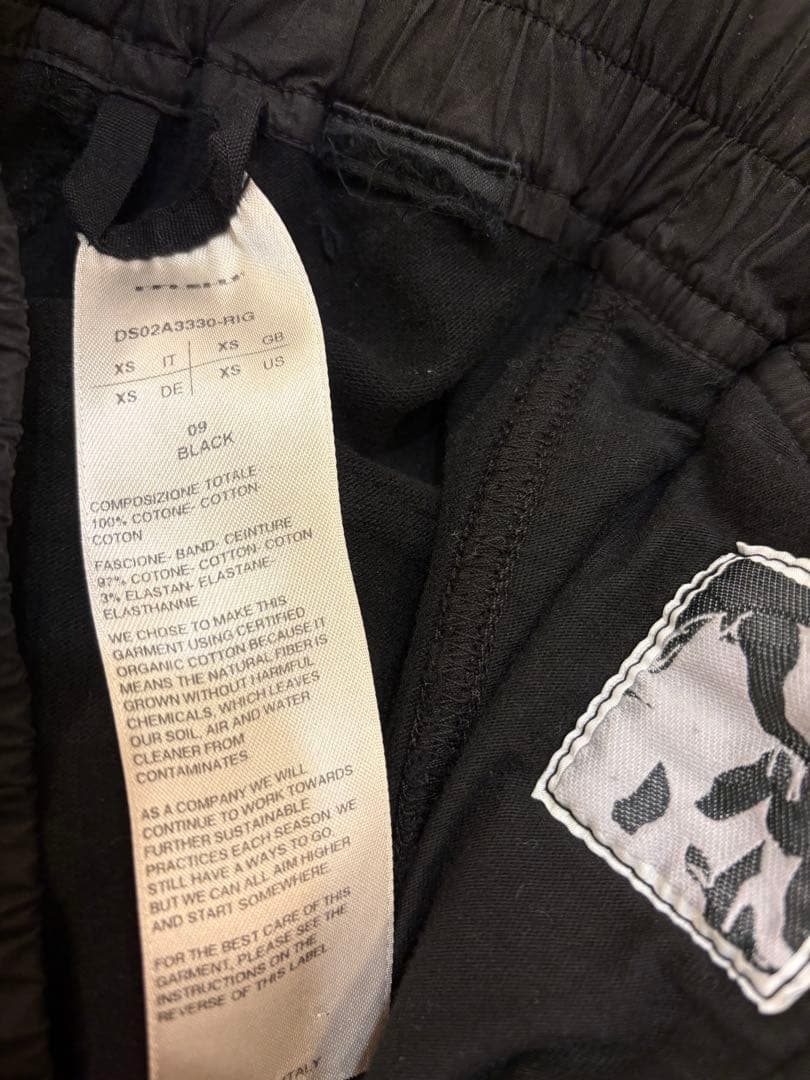 DS02A3330-RIG
XS IT XS GB
XS DE XS US
09
BLACK
COMPOSIZIONE TOTALE
100% COTONE- COTTON-
COTON
FASCIONE- BAND- CEINTURE
97% COTONE- COTTON- COTON
3% ELASTAN- ELASTANE-
ELASTHANNE
WE CHOSE TO MAKE THIS
GARMENT USING CERTIFIED
ORGANIC COTTON BECAUSE IT
MEANS THE NATURAL FIBER IS
GROWN WITHOUT HARMFUL
CHEMICALS, WHICH LEAVES
OUR SOIL, AIR AND WATER
CLEANER FROM
CONTAMINATES
AS A COMPANY WE WILL
CONTINUE TO WORK TOWARDS
FURTHER SUSTAINABLE
PRACTICES EACH SEASON. WE
STILL HAVE A WAYS TO GO,
BUT WE CAN ALL AIM HIGHER
AND START SOMEWHERE.
FOR THE BEST CARE OF THIS
GARMENT, PLEASE SEE THE
INSTRUCTIONS ON THE
REVERSE OF THIS LABEL
ITALY